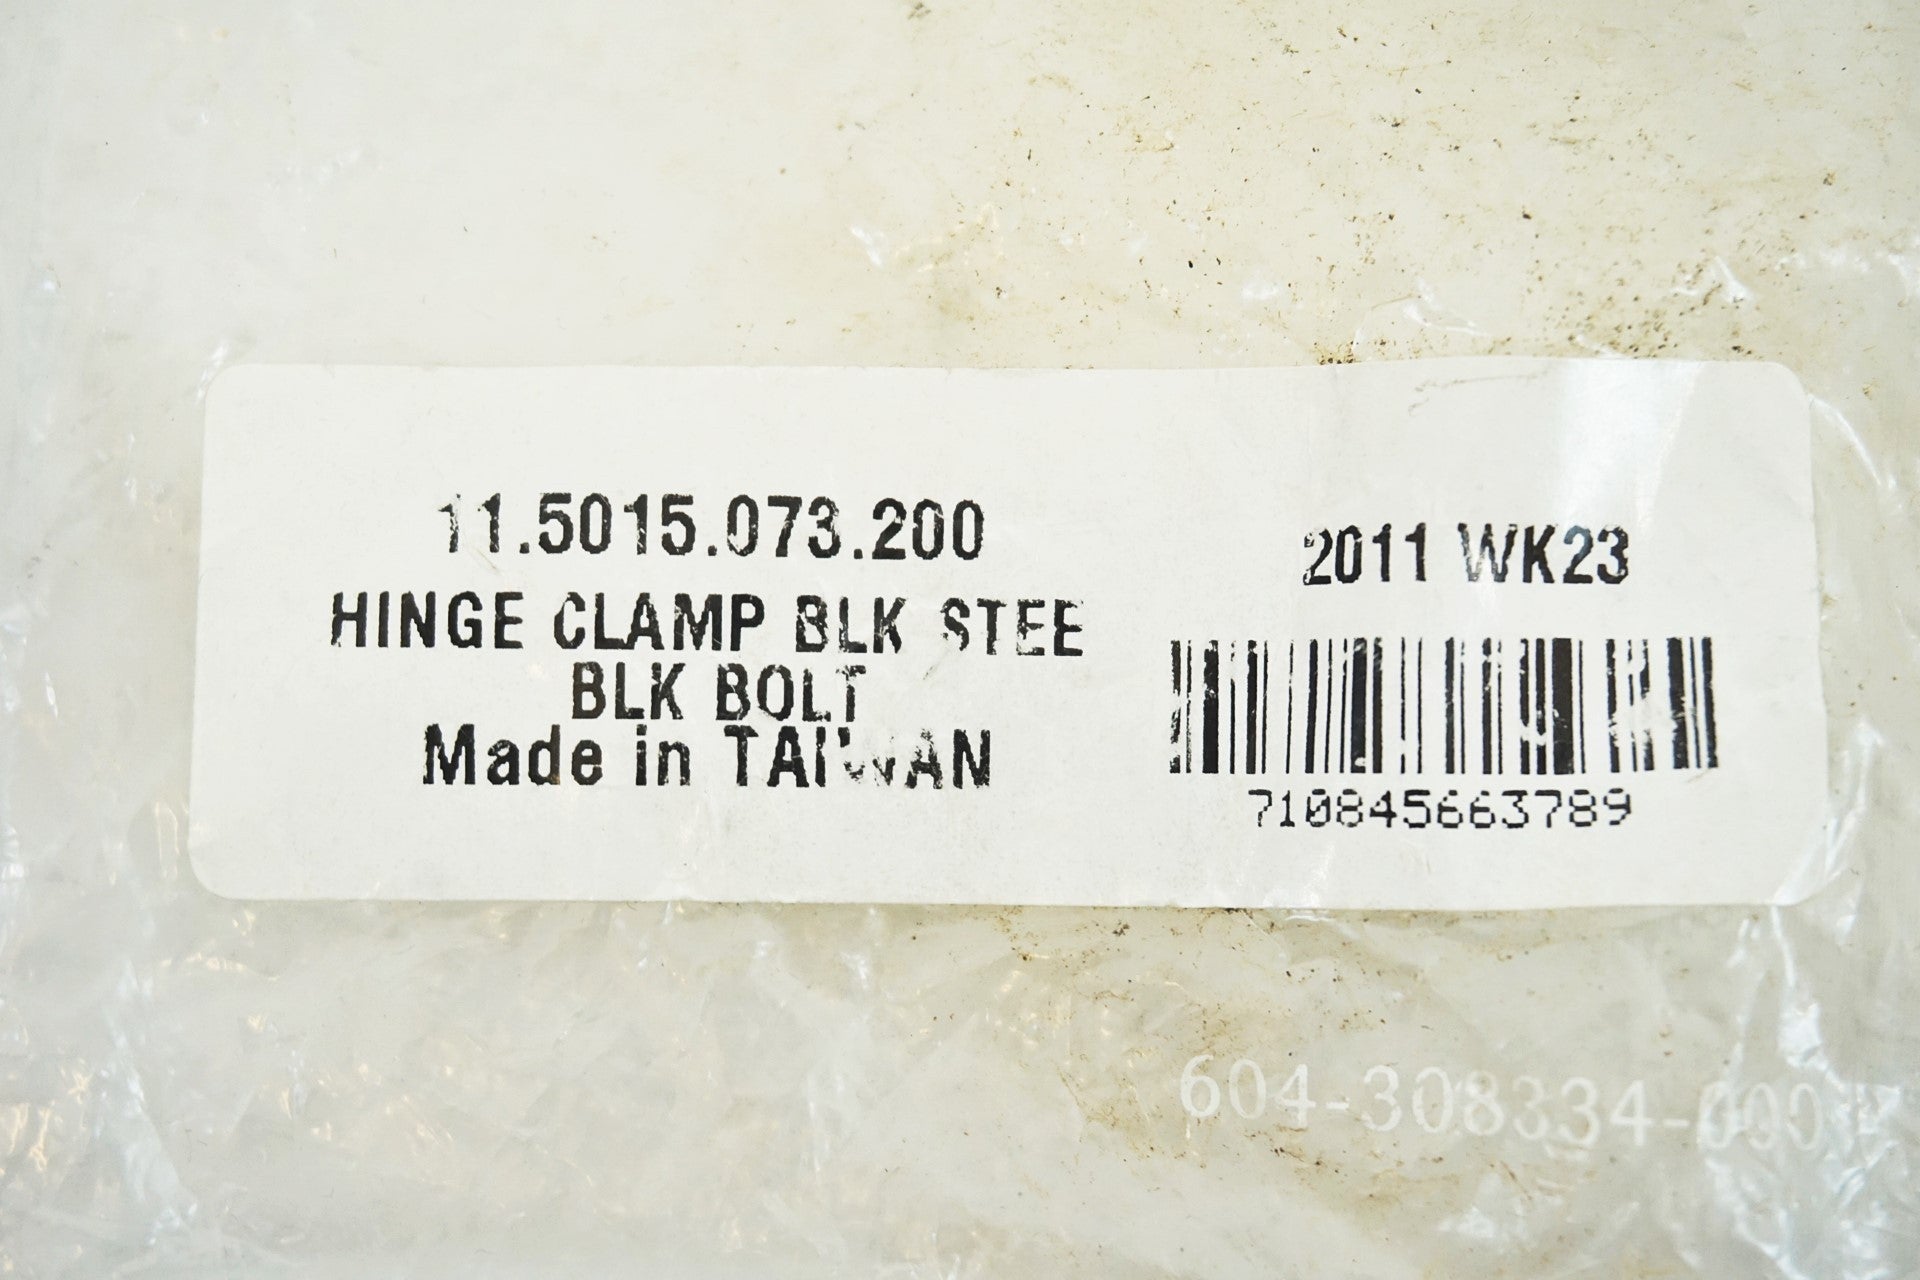 11.5015.073.200
HINGE CLAMP BLK STEE
BLK BOLT
Made in TAIWAN
2011 WK23
710845663789
604-308334-000